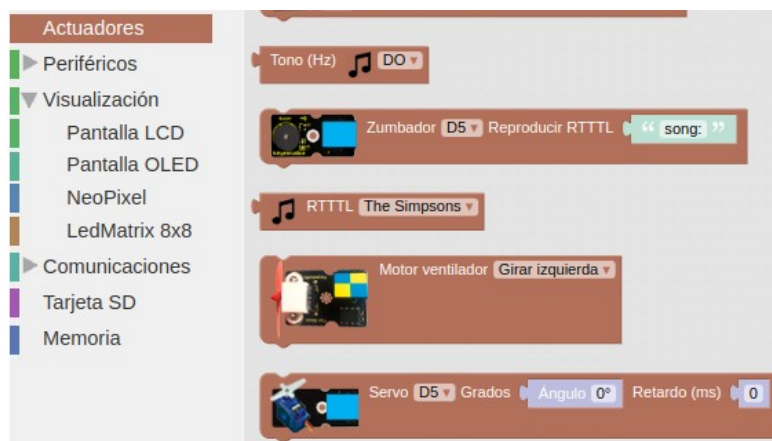 Actuadores
Periféricos
Visualización
Pantalla LCD
Pantalla OLED
NeoPixel
LedMatrix 8x8
Comunicaciones
Tarjeta SD
Memoria
Tono (Hz) DO
Zumbador D5 Reproducir RTTTL “ song: ”
RTTTL The Simpsons
Motor ventilador Girar izquierda
Servo D5 Grados Ángulo 0° Retardo (ms) 0